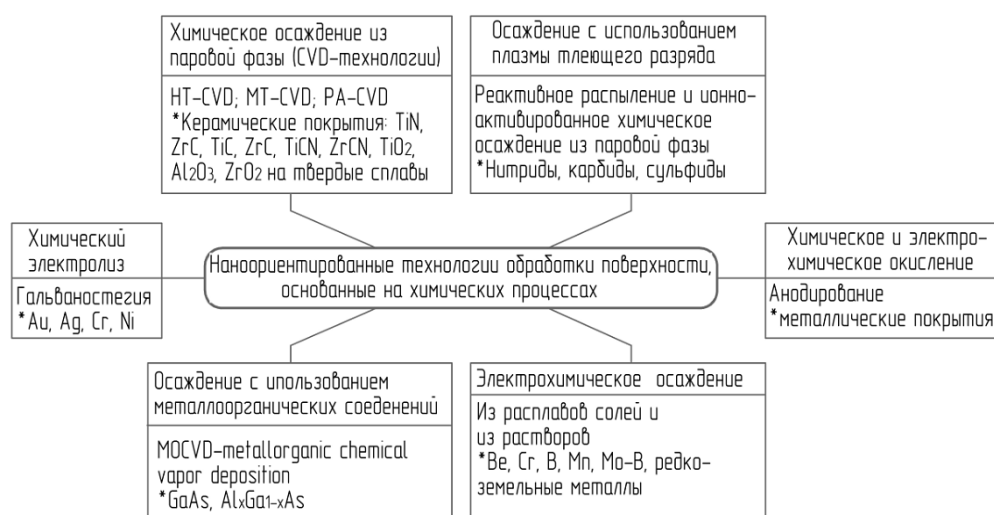 Химическое осаждение из
паровой фазы (CVD-технологии)
HT-CVD; MT-CVD; PA-CVD
*Керамические покрытия: TiN,
ZrC, TiC, ZrC, TiCN, ZrCN, TiO₂,
Al₂O₃, ZrO₂ на твердые сплавы
Осаждение с использованием
плазмы тлеющего разряда
Реактивное распыление и ионно-
активированное химическое
осаждение из паровой фазы
*Нитриды, карбиды, сульфиды
Химический
электролиз
Гальваностегия
*Au, Ag, Cr, Ni
Наноориентированные технологии обработки поверхности,
основанные на химических процессах
Химическое и электро-
химическое окисление
Анодирование
*металлические покрытия
Осаждение с ипользованием
металлоорганических соеденений
MOCVD-metallorganic chemical
vapor deposition
*GaAs, AlxGa1-xAs
Электрохимическое осаждение
Из расплавов солей и
из растворов
*Be, Cr, B, Mn, Mo-B, редко-
земельные металлы